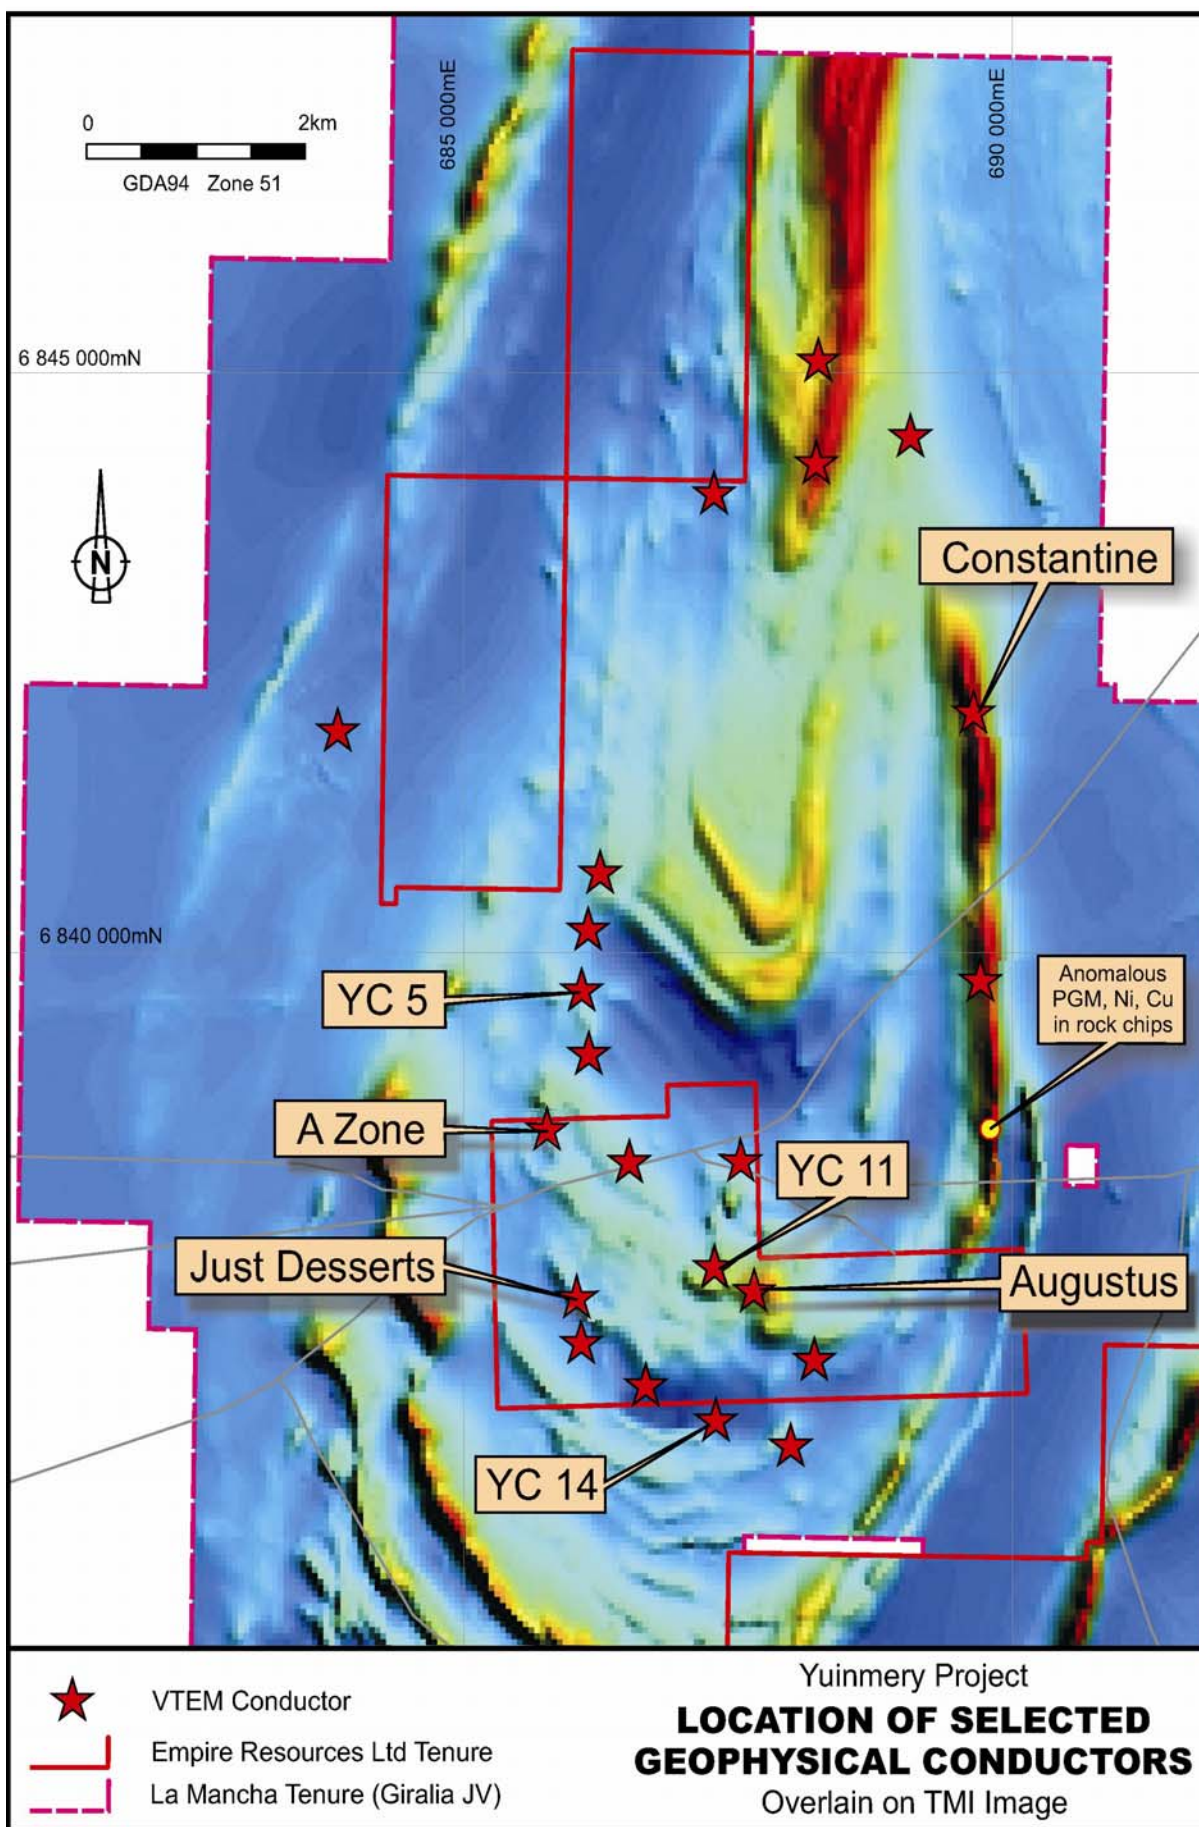 0 2km
GDA94 Zone 51
685 000mE
690 000mE
6 845 000mN
N
Constantine
6 840 000mN
YC 5
Anomalous
PGM, Ni, Cu
in rock chips
A Zone
YC 11
Just Desserts
Augustus
YC 14
VTEM Conductor
Empire Resources Ltd Tenure
La Mancha Tenure (Giralia JV)
Yuinmery Project
LOCATION OF SELECTED
GEOPHYSICAL CONDUCTORS
Overlain on TMI Image